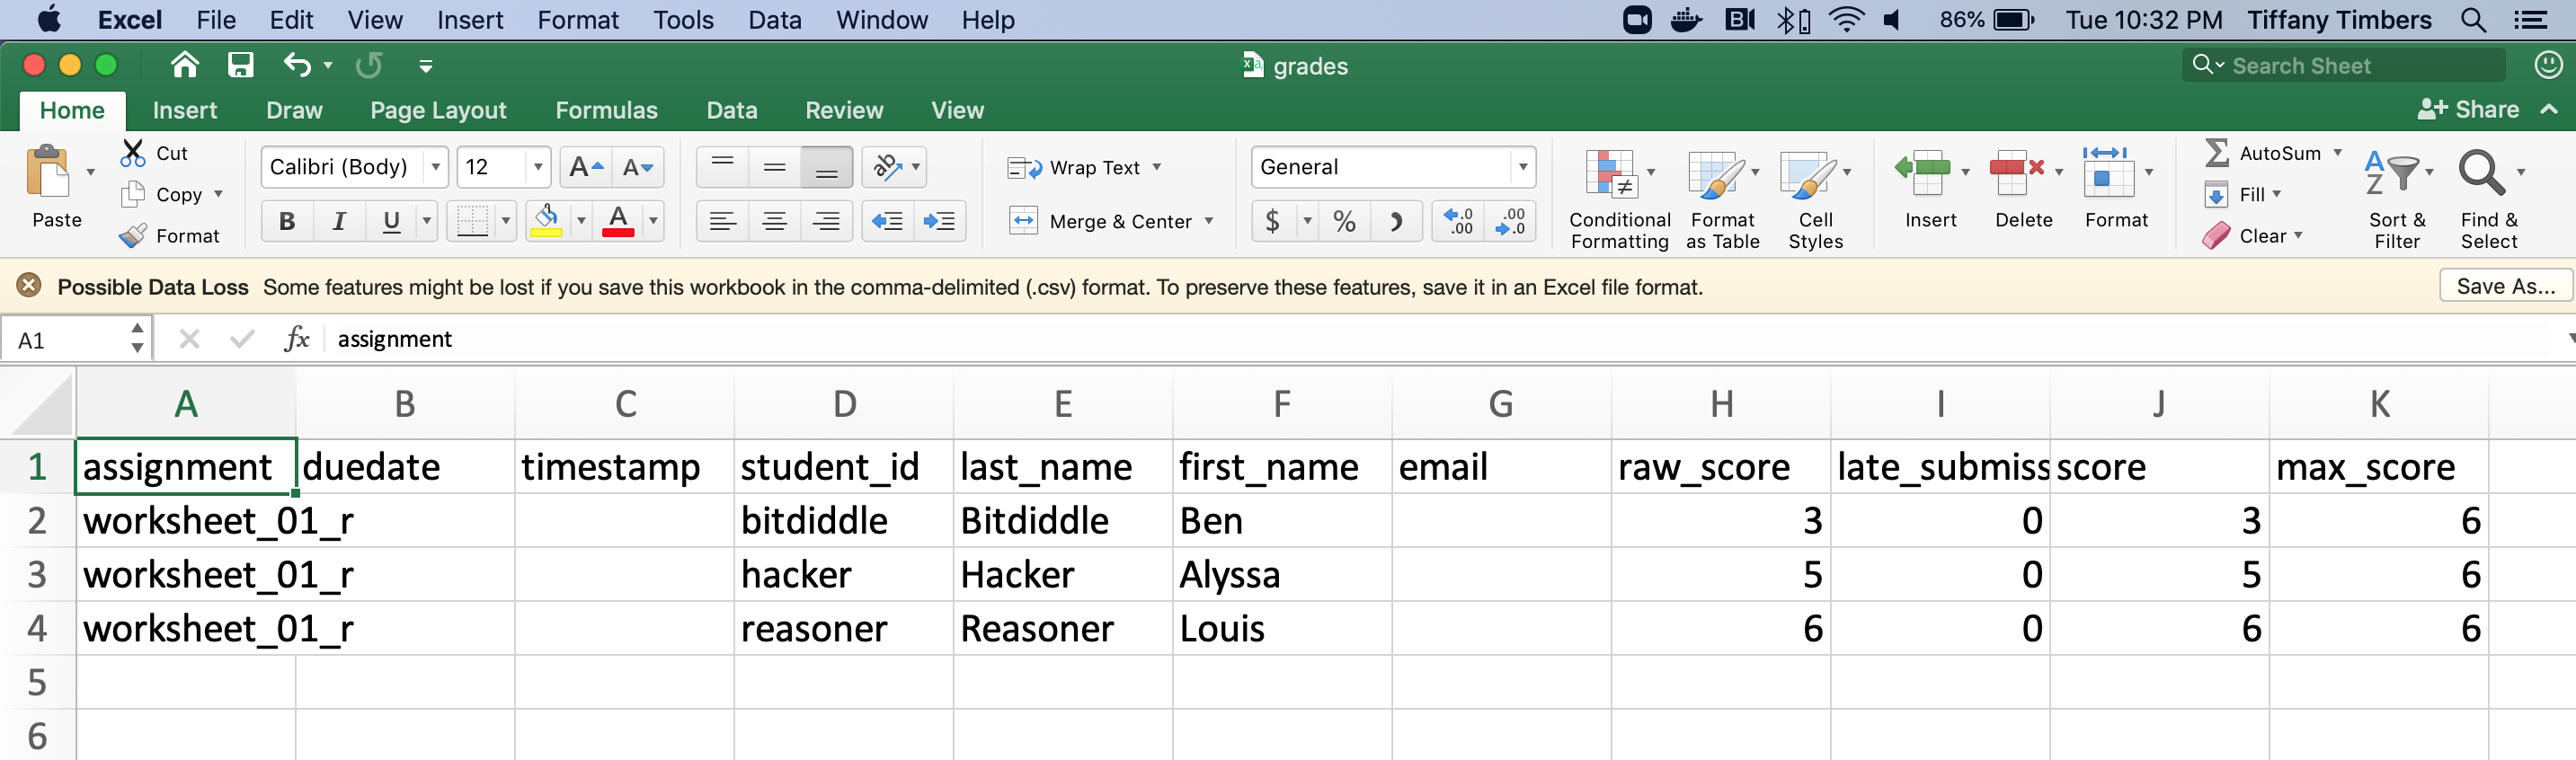 Excel File Edit View Insert Format Tools Data Window Help 86% Tue 10:32 PM Tiffany Timbers
grades Search Sheet
Home Insert Draw Page Layout Formulas Data Review View Share
Paste Cut Copy Format
Calibri (Body) 12 A A
B I U A
ab
Wrap Text
Merge & Center
General
$ % .0 .00 .00 .0
Conditional Formatting
Format as Table
Cell Styles
Insert Delete Format
AutoSum
Fill
Clear
A Z Sort & Filter
Find & Select
Possible Data Loss Some features might be lost if you save this workbook in the comma-delimited (.csv) format. To preserve these features, save it in an Excel file format. Save As...
A1 fx assignment
A B C D E F G H I J K
1 assignment duedate timestamp student_id last_name first_name email raw_score late_submiss score max_score
2 worksheet_01_r bitdiddle Bitdiddle Ben 3 0 3 6
3 worksheet_01_r hacker Hacker Alyssa 5 0 5 6
4 worksheet_01_r reasoner Reasoner Louis 6 0 6 6
5
6